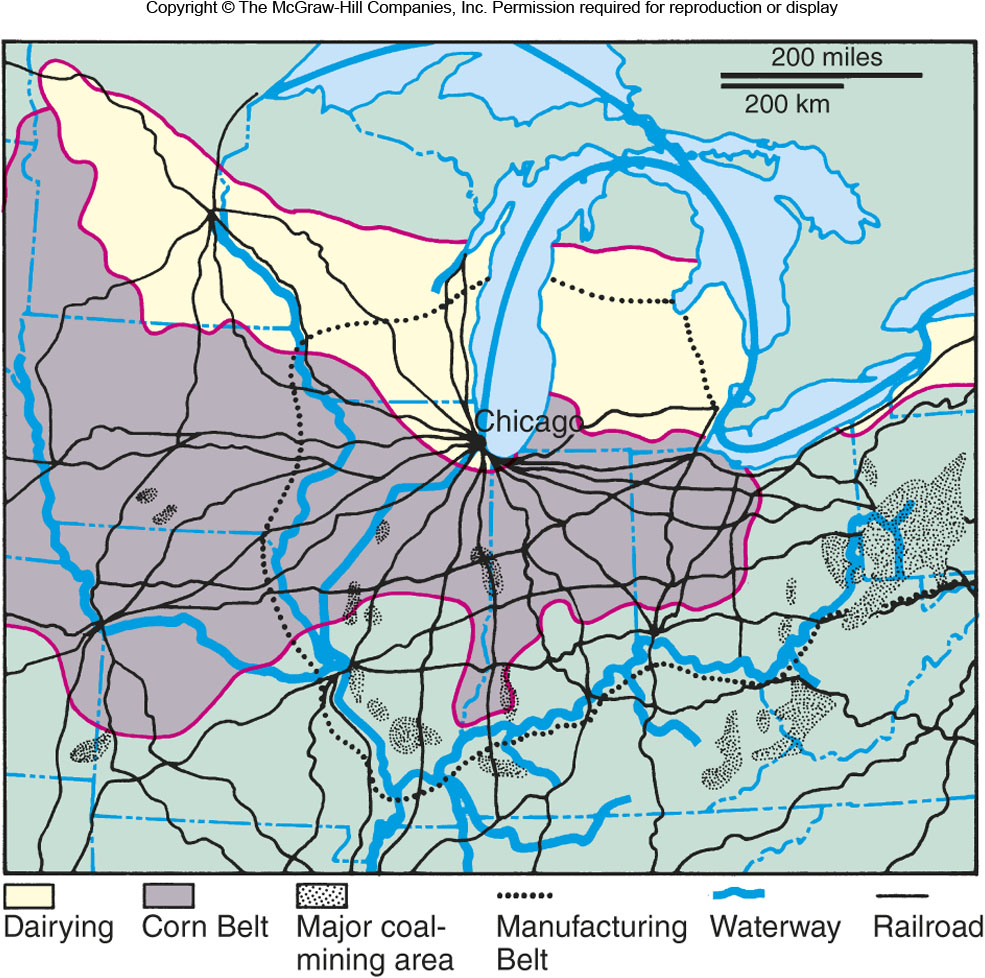 Copyright © The McGraw-Hill Companies, Inc. Permission required for reproduction or display
200 miles
200 km
Chicago
Dairying
Corn Belt
Major coal-
mining area
Manufacturing
Belt
Waterway
Railroad